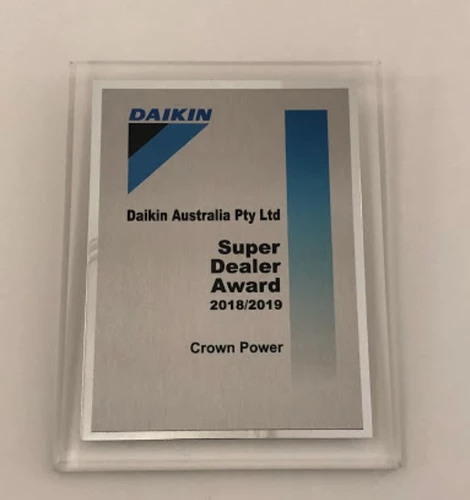 DAIKIN
Daikin Australia Pty Ltd
Super
Dealer
Award
2018/2019
Crown Power